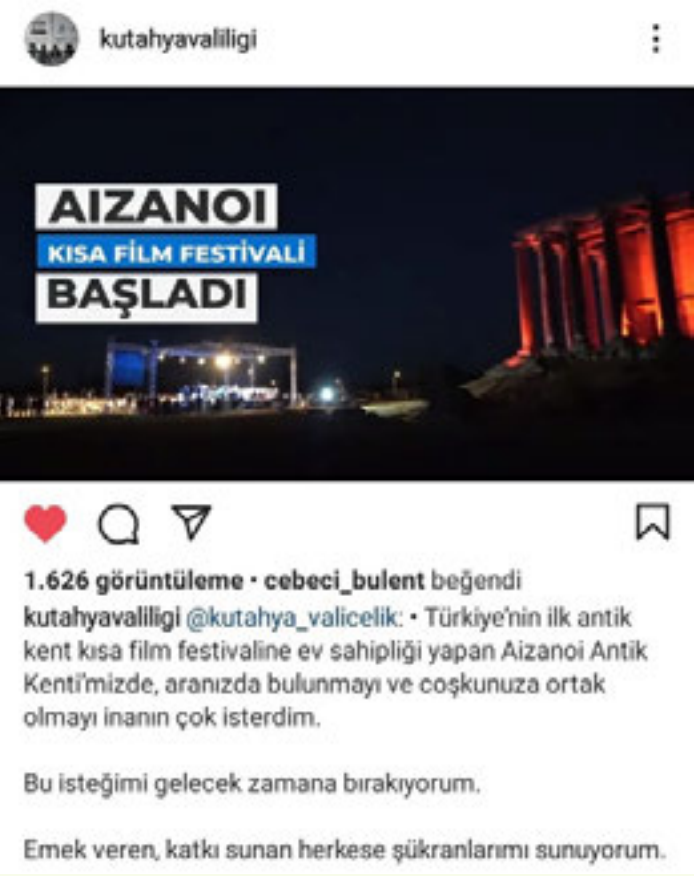 kutahyavaliligi
AIZANOI
KISA FİLM FESTİVALİ
BAŞLADI
1.626 görüntüleme • cebeci_bulent beğendi
kutahyavaliligi @kutahya_valicelik: • Türkiye'nin ilk antik
kent kısa film festivaline ev sahipliği yapan Aizanoi Antik
Kenti'mizde, aranızda bulunmayı ve coşkunuza ortak
olmayı inanın çok isterdim.
Bu isteğimi gelecek zamana bırakıyorum.
Emek veren, katkı sunan herkese şükranlarımı sunuyorum.